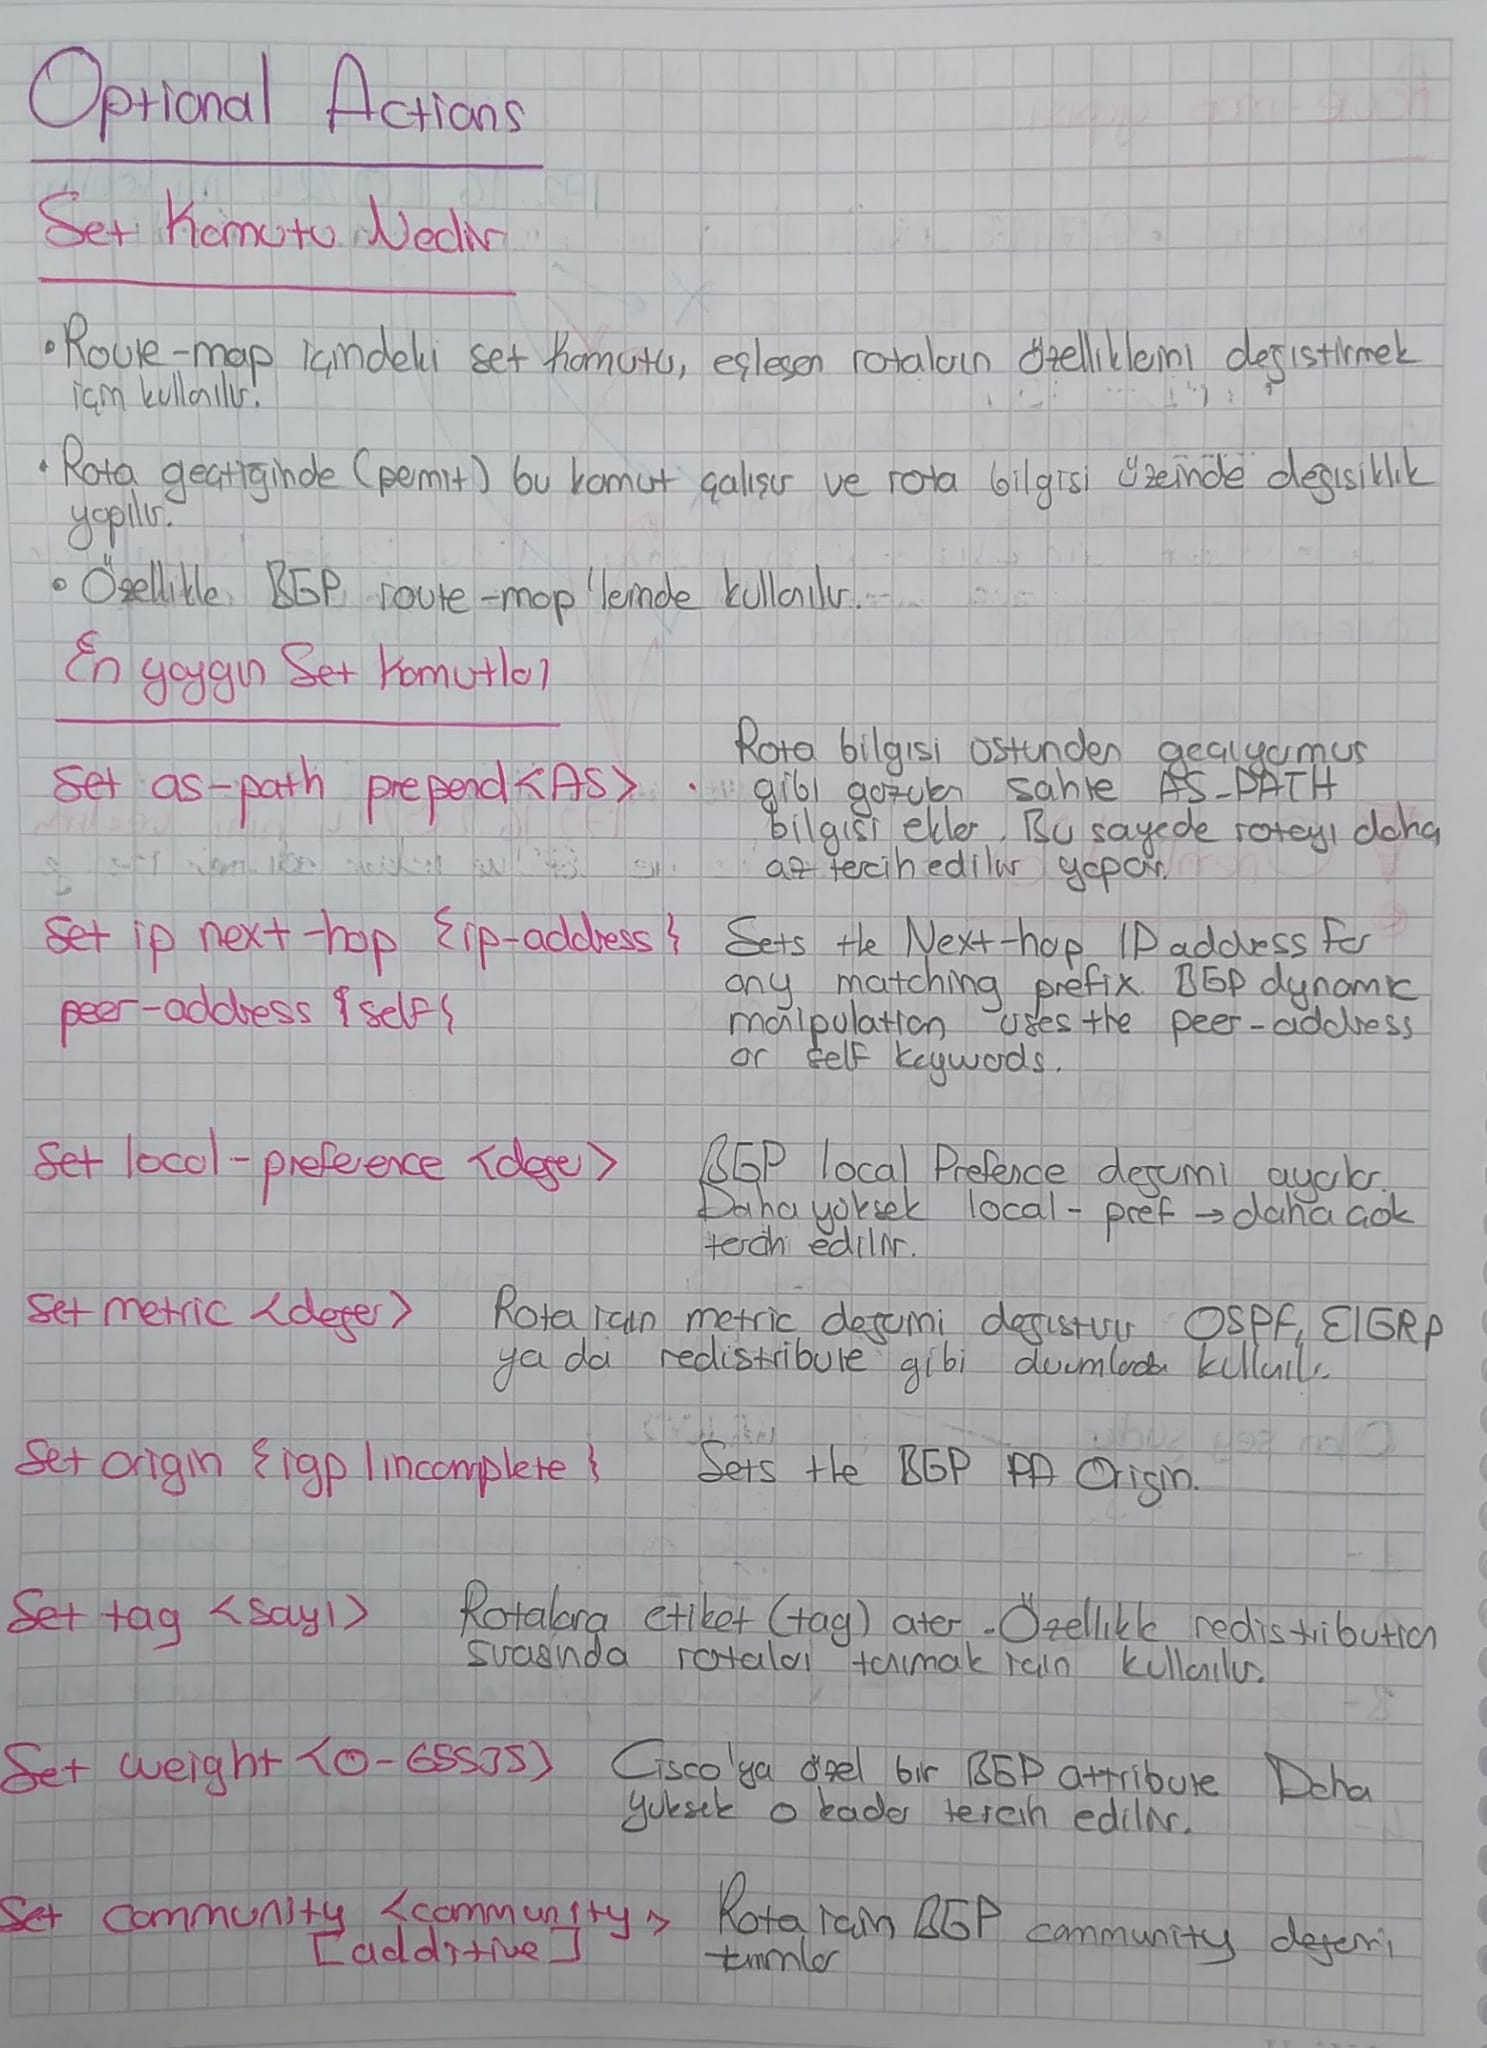 Optional Actions
Set Komutu Nedir
• Route-map içindeki set komutu, eşleşen rotaların özelliklerini değiştirmek
için kullanılır.
• Rota geçtiğinde (permit) bu komut çalışır ve rota bilgisi üzerinde değişiklik
yapılır.
• Özellikle BGP route-map'lerinde kullanılır.
En yaygın Set Komutları
Set as-path prepend <AS>
Rota bilgisi üstünden geçiyormuş
gibi gözüken sahte AS-PATH
bilgisi ekler. Bu sayede rotayı daha
az tercih edilir yapar.
Set ip next-hop {ip-address}
peer-address {self{
Sets the Next-hop IP address for
any matching prefix BGP dynamic
manipulation uses the peer-address
or self keywords.
Set local-preference <değer>
BGP local Prefence değerini ayarlar.
Daha yüksek local-pref → daha çok
tercih edilir.
Set metric <değer>
Rota için metric değerini değiştirir OSPF, EIGRP
ya da redistribute gibi durumlarda kullanılır.
Set origin {igp | incomplete}
Sets the BGP PA Origin.
Set tag <sayı>
Rotalara etiket (tag) atar. Özellikle redistribution
sırasında rotaları tanımak için kullanılır.
Set weight <0-65535>
Cisco'ya özel bir BGP attribute Daha
yüksek o kadar tercih edilir.
Set community <community>
[additive]
Rota için BGP community değerini
tanımlar